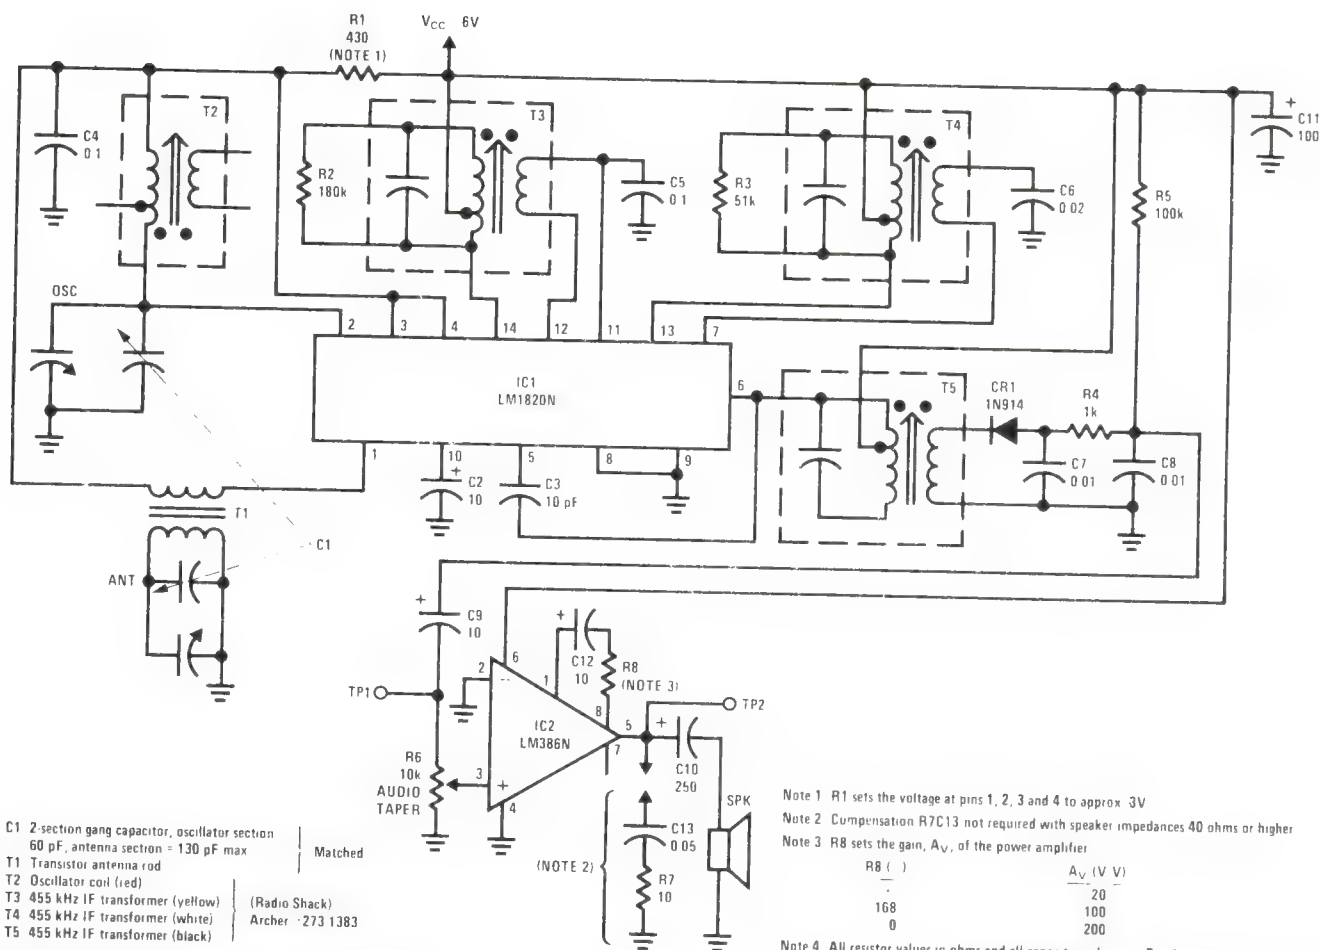 R1
430
(NOTE 1)
VCC 6V
T2
C4
0 1
T3
R2
180k
C5
0 1
T4
R3
51k
C6
0 02
R5
100k
+
C11
100
OSC
2
3
4
14
12
11
13
7
IC1
LM1820N
6
1
10
5
8
9
+
C2
10
C3
10 pF
T5
CR1
1N914
R4
1k
C7
0 01
C8
0 01
T1
C1
ANT
+
C9
10
TP1
R6
10k
AUDIO
TAPER
2
6
1
+
C12
10
R8
(NOTE 3)
8
IC2
LM386N
5
7
3
+
4
TP2
+
C10
250
SPK
(NOTE 2)
C13
0 05
R7
10
C1 2-section gang capacitor, oscillator section
60 pF, antenna section = 130 pF max
T1 Transistor antenna rod
Matched
T2 Oscillator coil (red)
T3 455 kHz IF transformer (yellow)
T4 455 kHz IF transformer (white)
T5 455 kHz IF transformer (black)
(Radio Shack)
Archer 273 1383
Note 1 R1 sets the voltage at pins 1, 2, 3 and 4 to approx 3V
Note 2 Compensation R7C13 not required with speaker impedances 40 ohms or higher
Note 3 R8 sets the gain, AV, of the power amplifier
R8 ( ) AV (V V)
20
168 100
0 200
Note 4 All resistor values in ohms and all